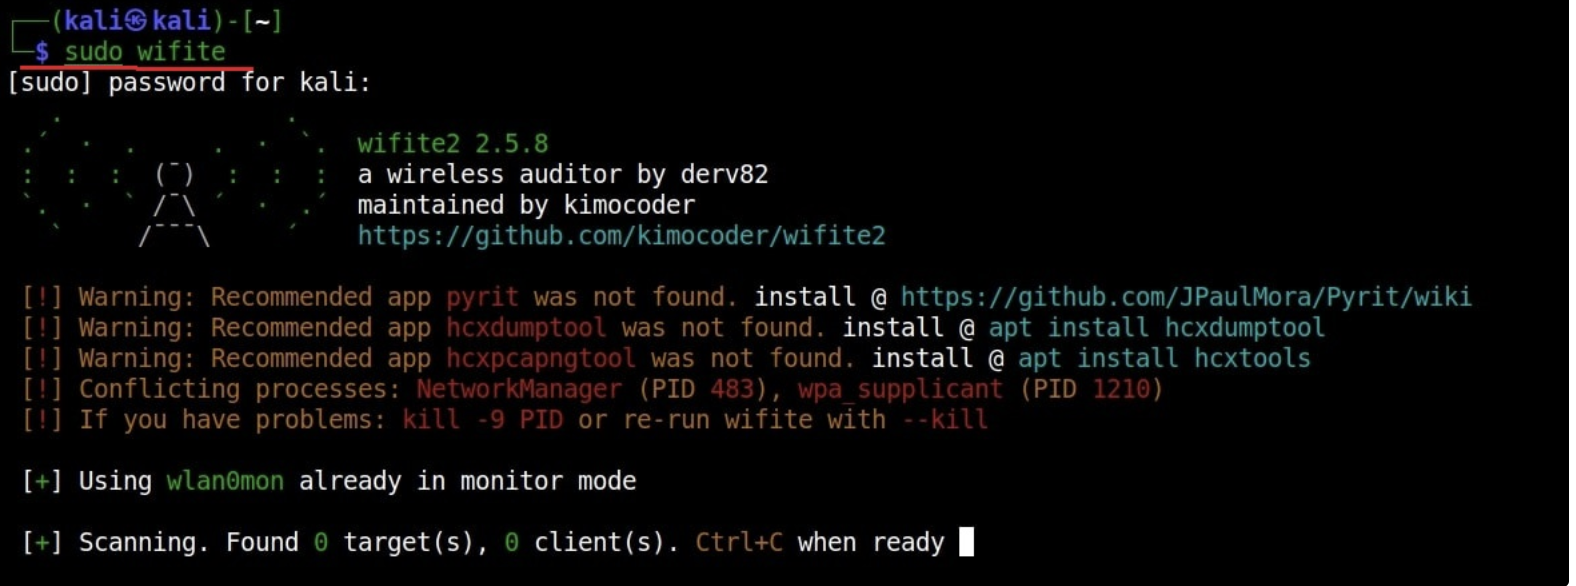 (kali㉿kali)-[~]
$ sudo wifite
[sudo] password for kali:
wifite2 2.5.8
a wireless auditor by derv82
maintained by kimocoder
https://github.com/kimocoder/wifite2
[!] Warning: Recommended app pyrit was not found. install @ https://github.com/JPaulMora/Pyrit/wiki
[!] Warning: Recommended app hcxdumptool was not found. install @ apt install hcxdumptool
[!] Warning: Recommended app hcxpcapngtool was not found. install @ apt install hcxtools
[!] Conflicting processes: NetworkManager (PID 483), wpa_supplicant (PID 1210)
[!] If you have problems: kill -9 PID or re-run wifite with --kill
[+] Using wlan0mon already in monitor mode
[+] Scanning. Found 0 target(s), 0 client(s). Ctrl+C when ready